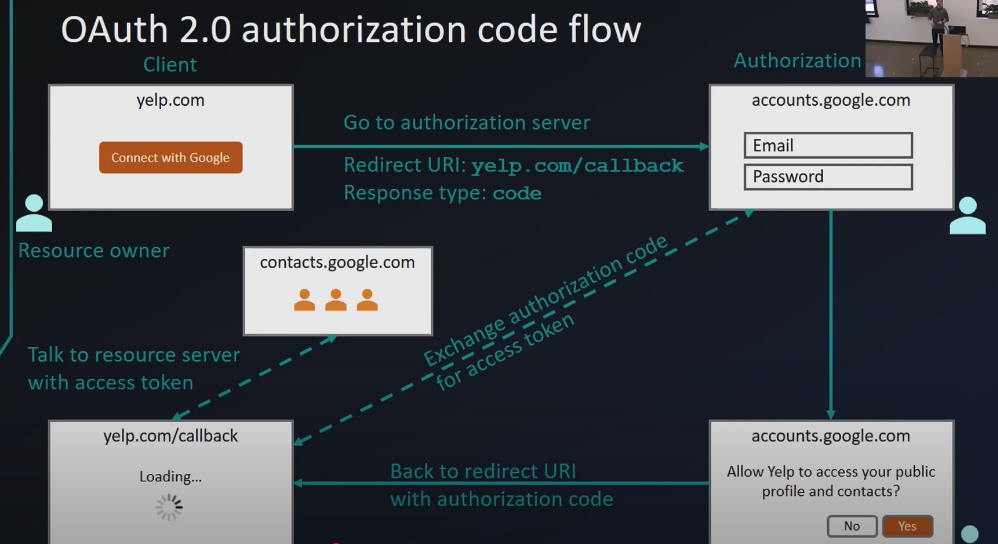 OAuth 2.0 authorization code flow
Client
yelp.com
Connect with Google
Resource owner
Go to authorization server
Redirect URI: yelp.com/callback
Response type: code
Authorization
accounts.google.com
Email
Password
contacts.google.com
Exchange authorization code
for access token
Talk to resource server
with access token
yelp.com/callback
Loading...
Back to redirect URI
with authorization code
accounts.google.com
Allow Yelp to access your public
profile and contacts?
No
Yes